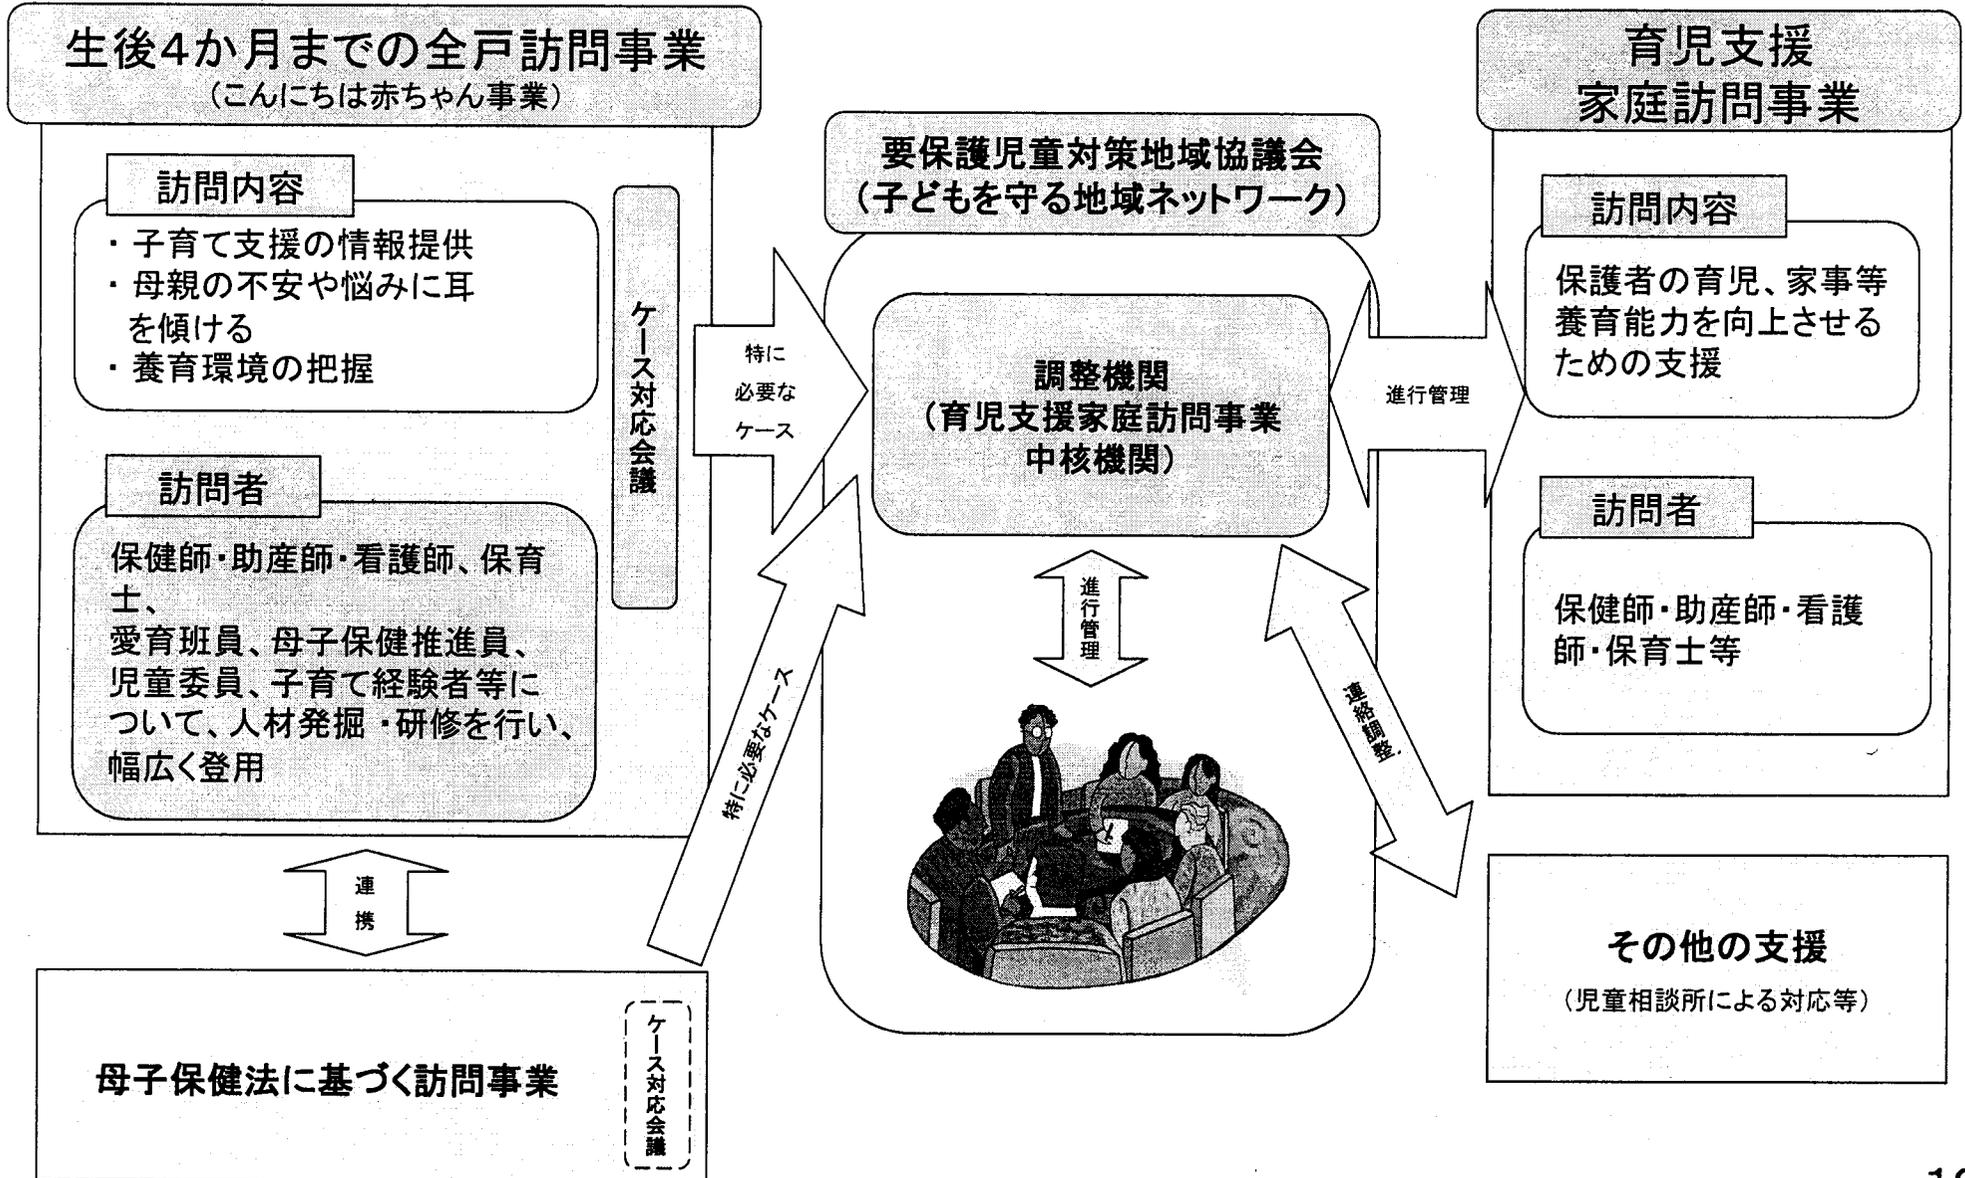 生後4か月までの全戸訪問事業
(こんにちは赤ちゃん事業)
訪問内容
・子育て支援の情報提供
・母親の不安や悩みに耳
を傾ける
・養育環境の把握
訪問者
保健師・助産師・看護師、保育
士、
愛育班員、母子保健推進員、
児童委員、子育て経験者等に
ついて、人材発掘・研修を行い、
幅広く登用
ケース対応会議
連
携
母子保健法に基づく訪問事業
ケース対応会議
特に
必要な
ケース
特に必要なケース
要保護児童対策地域協議会
(子どもを守る地域ネットワーク)
調整機関
(育児支援家庭訪問事業
中核機関)
進行管理
進行管理
連絡調整
育児支援
家庭訪問事業
訪問内容
保護者の育児、家事等
養育能力を向上させる
ための支援
訪問者
保健師・助産師・看護
師・保育士等
その他の支援
(児童相談所による対応等)